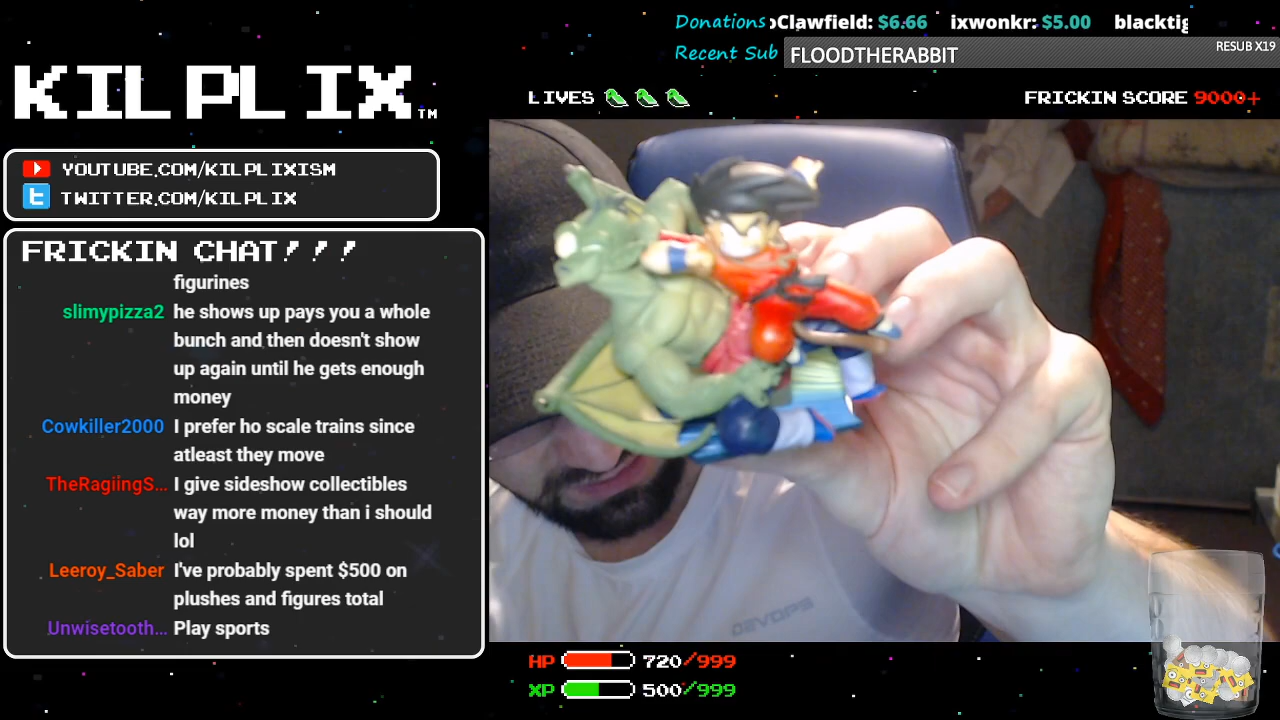 Donations Clawfield: $6.66 ixwonkr: $5.00
Recent Sub FLOODTHERABBIT RESUB X19
KILPLIX™
LIVES
FRICKIN SCORE 9000+
YOUTUBE.COM/KILPLIXISM
TWITTER.COM/KILPLIX
FRICKIN CHAT!!!
figurines
slimypizza2 he shows up pays you a whole
bunch and then doesn't show
up again until he gets enough
money
Cowkiller2000 I prefer ho scale trains since
atleast they move
TheRagiingS... I give sideshow collectibles
way more money than i should
lol
Leeroy_Saber I've probably spent $500 on
plushes and figures total
Unwisetooth... Play sports
DEVOPS
HP 720/999
XP 500/999